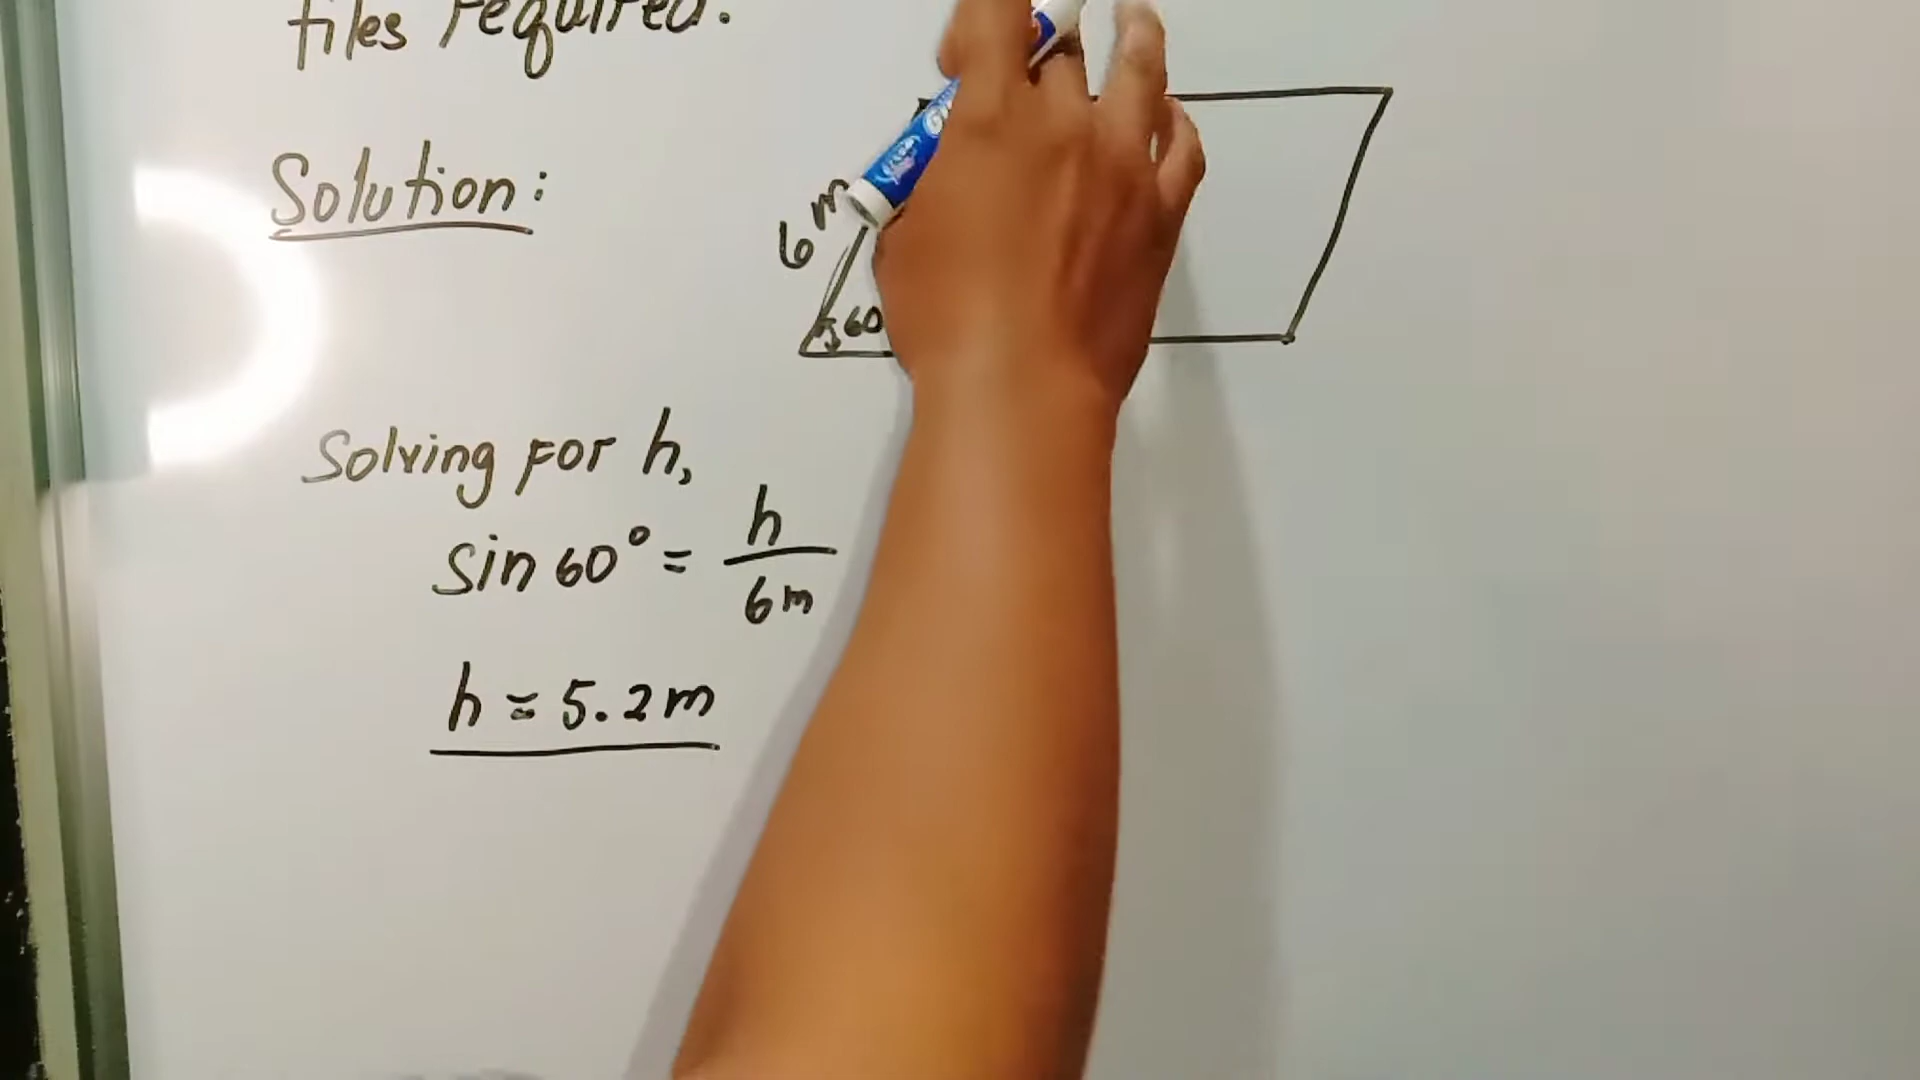 tiles required.
Solution:
6 m
60
Solving for h,
sin 60° = h / 6m
h = 5.2m